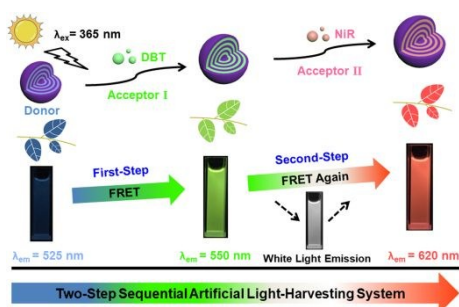 λex = 365 nm
DBT
NiR
Acceptor I
Acceptor II
Donor
First-Step
Second-Step
FRET
FRET Again
White Light Emission
λem = 525 nm
λem = 550 nm
λem = 620 nm
Two-Step Sequential Artificial Light-Harvesting System